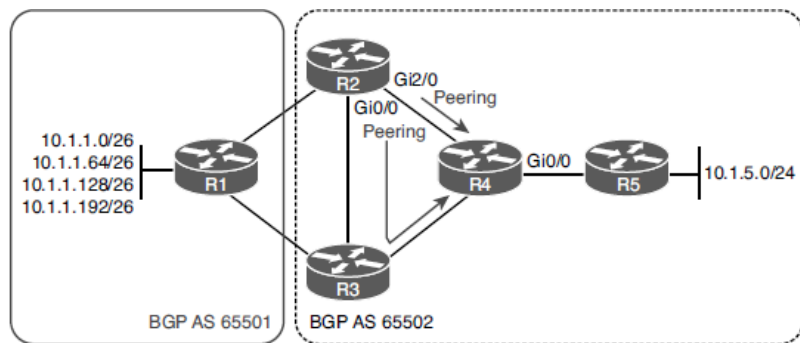 R2
Gi2/0
Peering
Gi0/0
Peering
10.1.1.0/26
10.1.1.64/26
10.1.1.128/26
10.1.1.192/26
R1
R4
Gi0/0
R5
10.1.5.0/24
R3
BGP AS 65501
BGP AS 65502